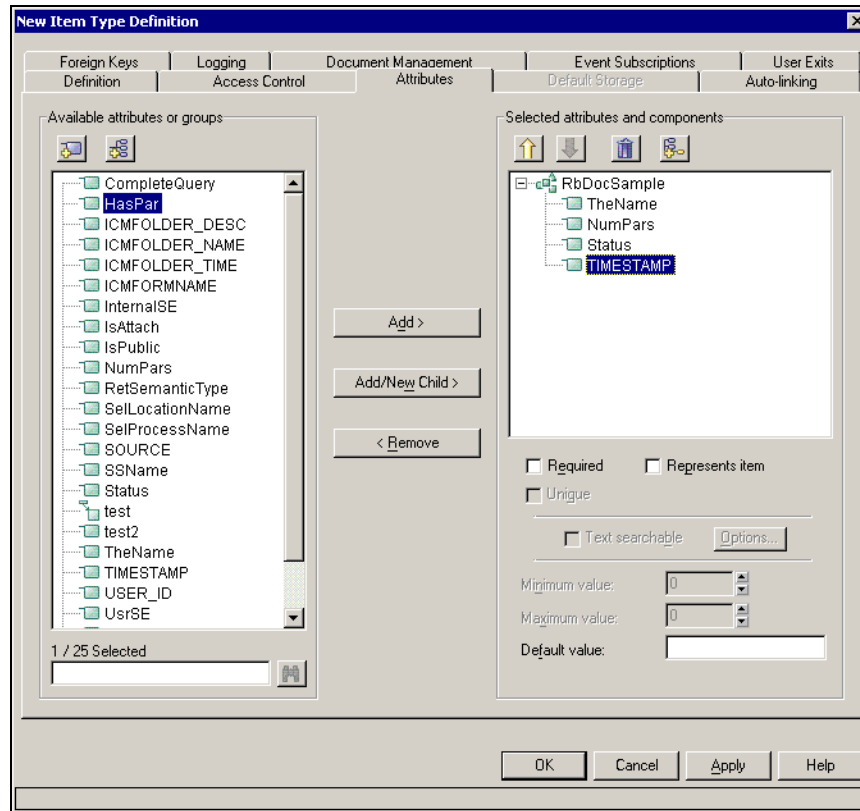 New Item Type Definition
Foreign Keys Logging Document Management Event Subscriptions User Exits
Definition Access Control Attributes Default Storage Auto-linking
Available attributes or groups
CompleteQuery
HasPar
ICMFOLDER_DESC
ICMFOLDER_NAME
ICMFOLDER_TIME
ICMFORMNAME
InternalSE
IsAttach
IsPublic
NumPars
RetSemanticType
SelLocationName
SelProcessName
SOURCE
SSName
Status
test
test2
TheName
TIMESTAMP
USER_ID
UsrSE
1 / 25 Selected
Add >
Add/New Child >
< Remove
Selected attributes and components
RbDocSample
TheName
NumPars
Status
TIMESTAMP
Required Represents item
Unique
Text searchable Options...
Minimum value: 0
Maximum value: 0
Default value:
OK Cancel Apply Help